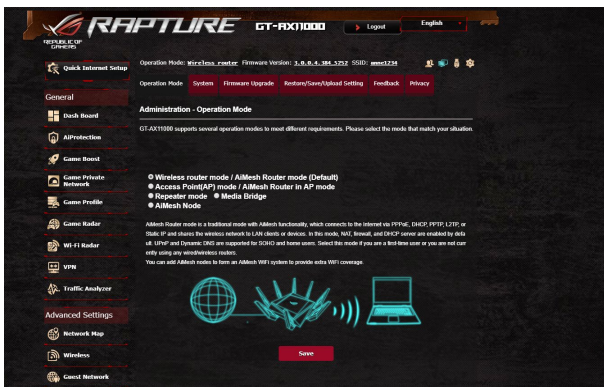 RAPTURE GT-AX11000 Logout English
REPUBLIC OF
GAMERS
Quick Internet Setup
Operation Mode: Wireless router Firmware Version: 3.0.0.4.384_5252 SSID: mmne1234
Operation Mode System Firmware Upgrade Restore/Save/Upload Setting Feedback Privacy
General
Administration - Operation Mode
Dash Board
GT-AX11000 supports several operation modes to meet different requirements. Please select the mode that match your situation.
AiProtection
Game Boost
Game Private
Network
Wireless router mode / AiMesh Router mode (Default)
Access Point(AP) mode / AiMesh Router in AP mode
Repeater mode Media Bridge
AiMesh Node
Game Profile
Game Radar
AiMesh Router mode is a traditional mode with AiMesh functionality, which connects to the internet via PPPoE, DHCP, PPTP, L2TP, or
Static IP and shares the wireless network to LAN clients or devices. In this mode, NAT, firewall, and DHCP server are enabled by defa
ult. UPnP and Dynamic DNS are supported for SOHO and home users. Select this mode if you are a first-time user or you are not curr
ently using any wired/wireless routers.
You can add AiMesh nodes to form an AiMesh WiFi system to provide extra WiFi coverage.
Wi-Fi Radar
VPN
Traffic Analyzer
Advanced Settings
Network Map
Wireless
Save
Guest Network